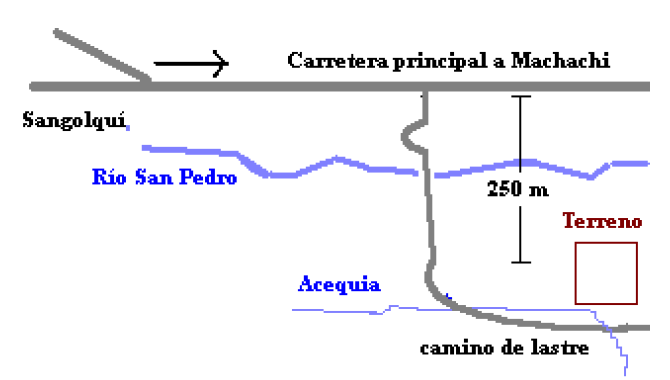 Carretera principal a Machachi
Sangolquí
Río San Pedro
250 m
Terreno
Acequia
camino de lastre